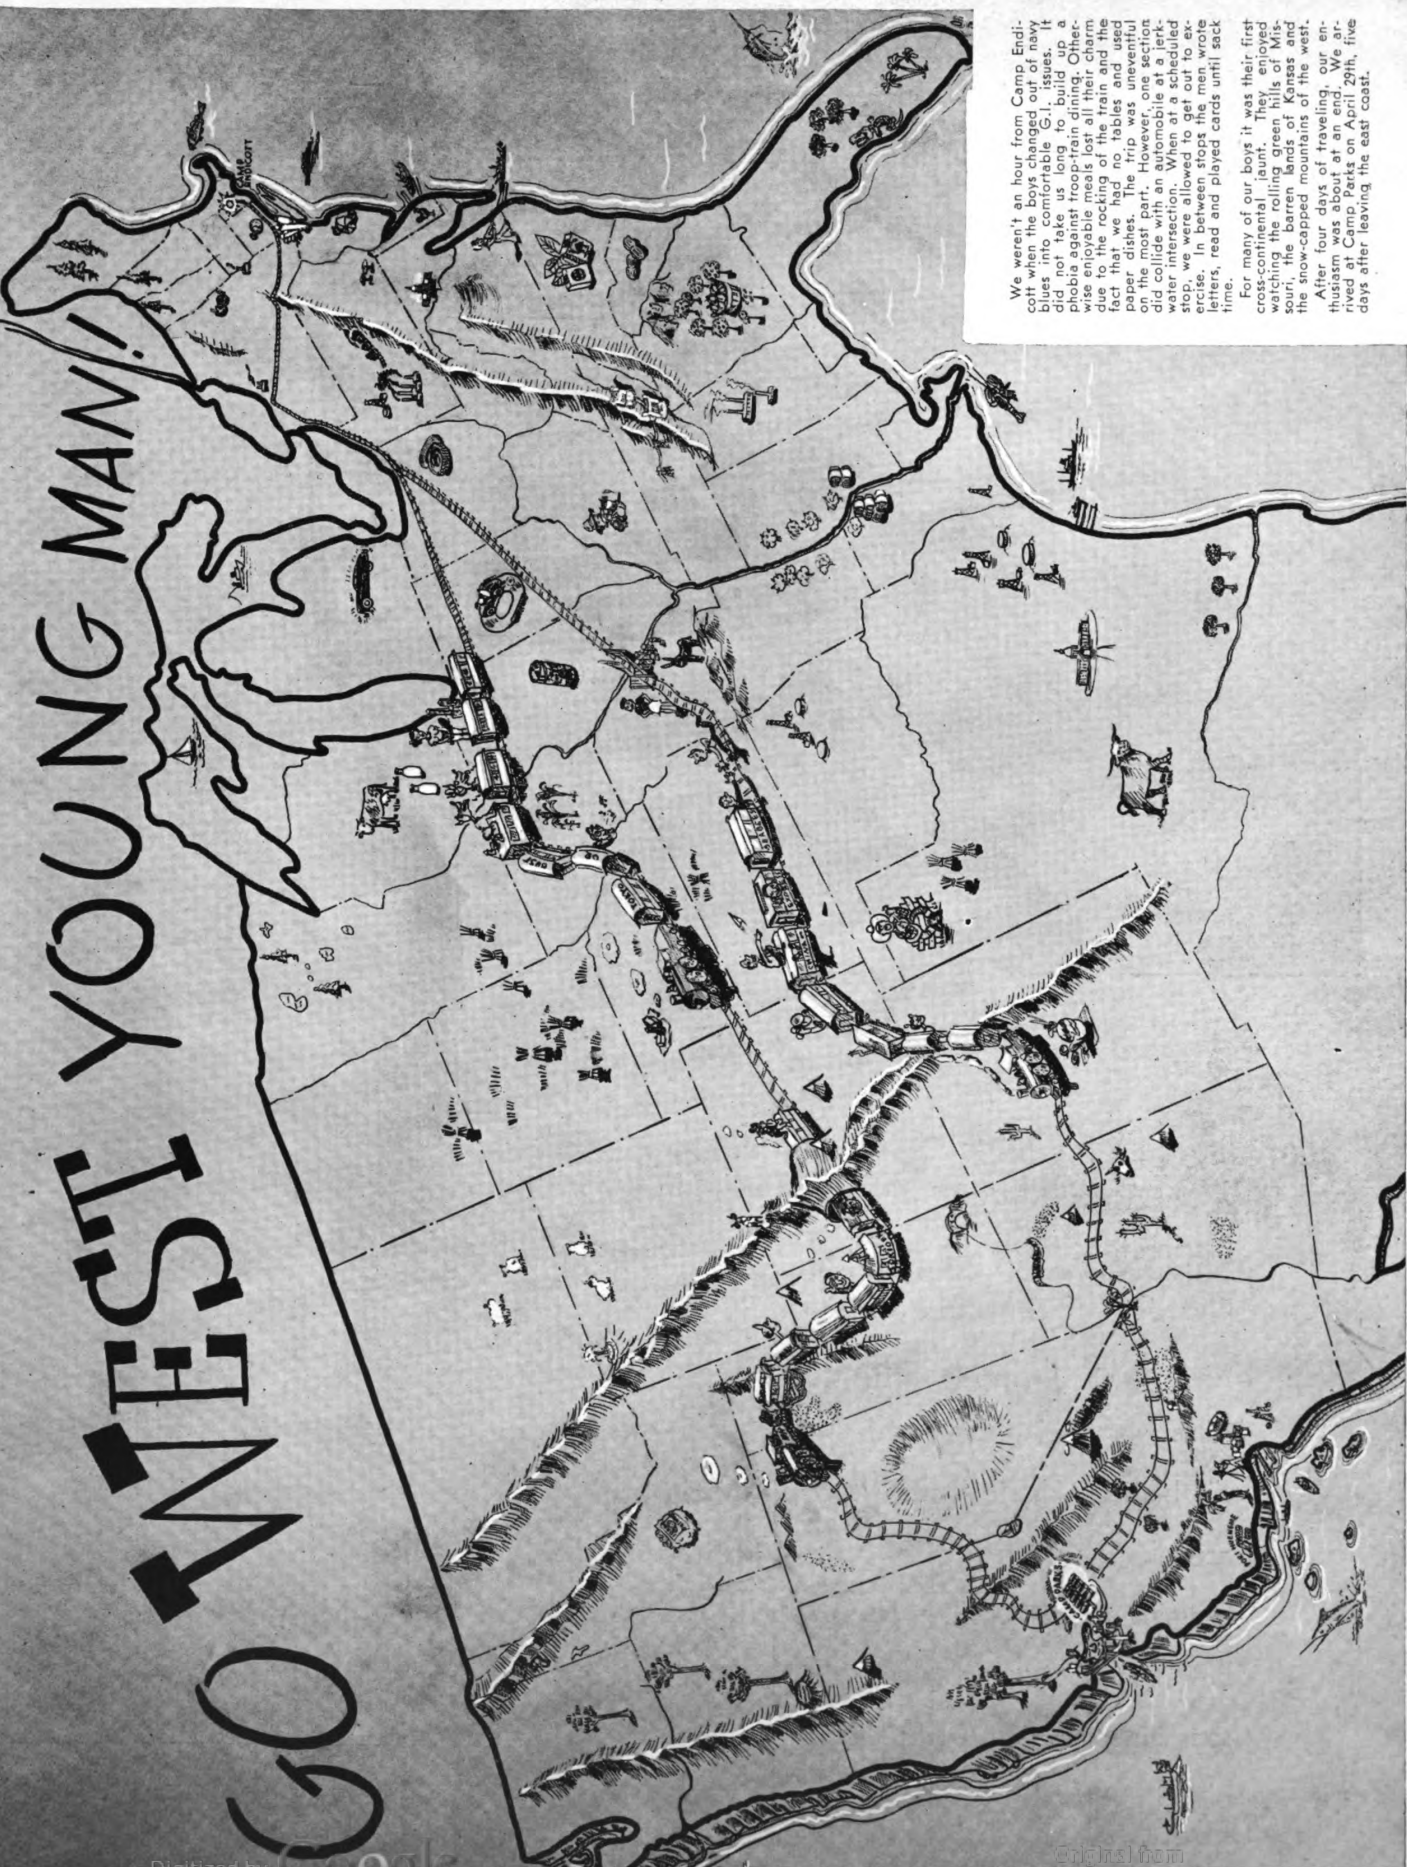 GO WEST YOUNG MAN!
CAMP
ENDICOTT
CAMP PARKS
We weren't an hour from Camp Endi-
cott when the boys changed out of navy
blues into comfortable G.I. issues. It
did not take us long to build up a
phobia against troop-train dining. Other-
wise enjoyable meals lost all their charm
due to the rocking of the train and the
fact that we had no tables and used
paper dishes. The trip was uneventful
on the most part. However, one section
did collide with an automobile at a jerk-
water intersection. When at a scheduled
stop, we were allowed to get out to ex-
ercise. In between stops the men wrote
letters, read and played cards until sack
time.
For many of our boys it was their first
cross-continental jaunt. They enjoyed
watching the rolling green hills of Mis-
souri, the barren lands of Kansas and
the snow-capped mountains of the west.
After four days of traveling, our en-
thusiasm was about at an end. We ar-
rived at Camp Parks on April 29th, five
days after leaving the east coast.
Digitized by Google
Original from